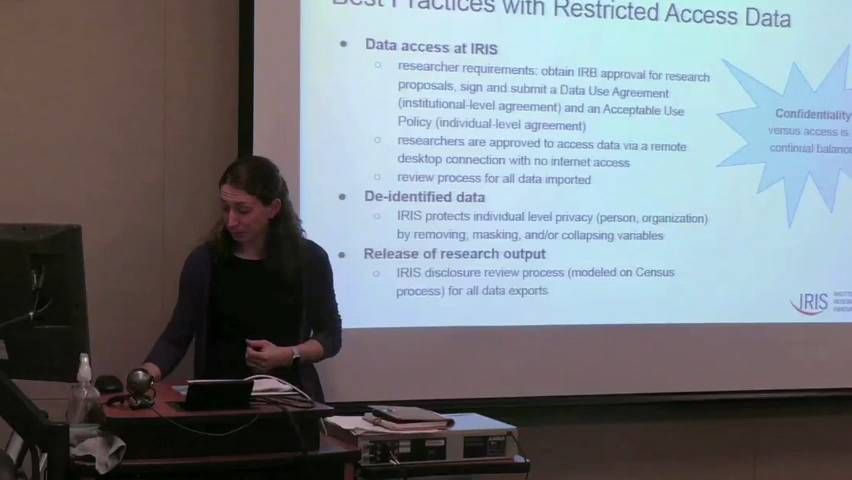 Best Practices with Restricted Access Data
Data access at IRIS
researcher requirements: obtain IRB approval for research
proposals, sign and submit a Data Use Agreement
(institutional-level agreement) and an Acceptable Use
Policy (individual-level agreement)
researchers are approved to access data via a remote
desktop connection with no internet access
review process for all data imported
De-identified data
IRIS protects individual level privacy (person, organization)
by removing, masking, and/or collapsing variables
Release of research output
IRIS disclosure review process (modeled on Census
process) for all data exports
Confidentiality
versus access is
continual balance
IRIS